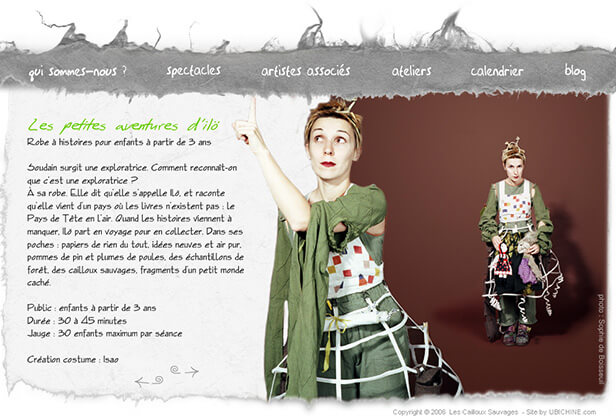 qui sommes-nous ? spectacles artistes associés ateliers calendrier blog
Les petites aventures d'ilö
Robe à histoires pour enfants à partir de 3 ans
Soudain surgit une exploratrice. Comment reconnaît-on
que c'est une exploratrice ?
À sa robe. Elle dit qu'elle s'appelle Ilö, et raconte
qu'elle vient d'un pays où les livres n'existent pas : le
Pays de Tête en l'air. Quand les histoires viennent à
manquer, Ilö part en voyage pour en collecter. Dans ses
poches : papiers de rien du tout, idées neuves et air pur,
pommes de pin et plumes de poules, des échantillons de
forêt, des cailloux sauvages, fragments d'un petit monde
caché.
Public : enfants à partir de 3 ans
Durée : 30 à 45 minutes
Jauge : 30 enfants maximum par séance
Création costume : Isao
photo : Sophie de Boisseuil
Copyright © 2008 Les Cailloux Sauvages - Site by UBICHINE.com